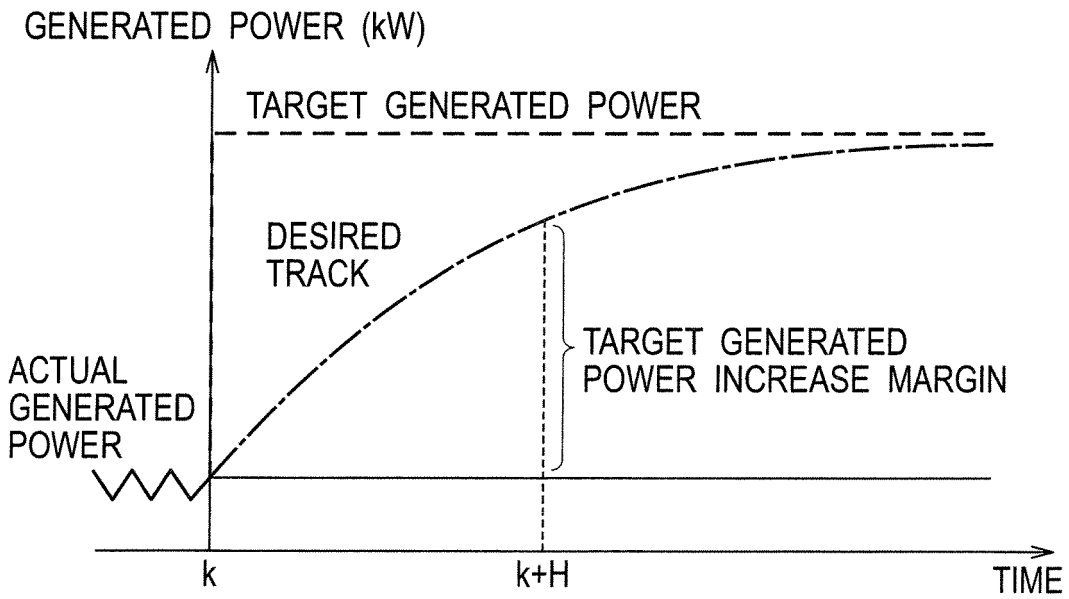 GENERATED POWER (kW)
TARGET GENERATED POWER
DESIRED
TRACK
TARGET GENERATED
POWER INCREASE MARGIN
ACTUAL
GENERATED
POWER
k
k+H
TIME